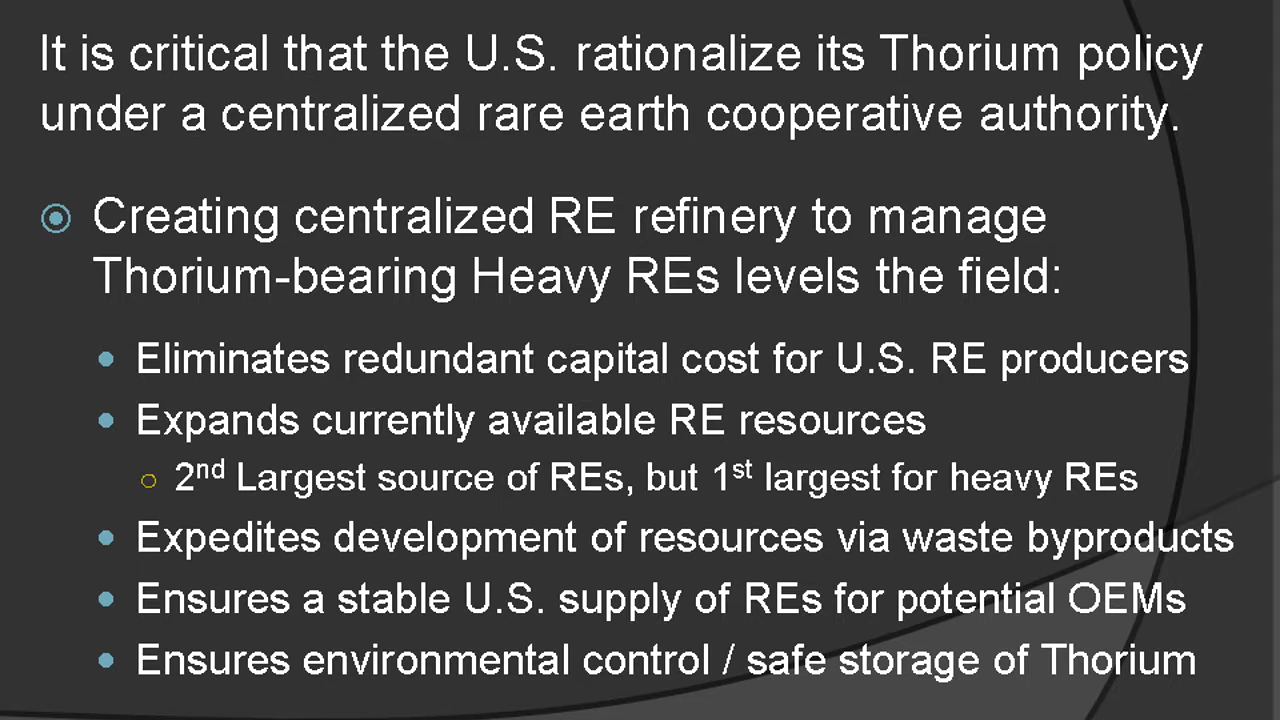 It is critical that the U.S. rationalize its Thorium policy
under a centralized rare earth cooperative authority.
Creating centralized RE refinery to manage
Thorium-bearing Heavy REs levels the field:
Eliminates redundant capital cost for U.S. RE producers
Expands currently available RE resources
2nd Largest source of REs, but 1st largest for heavy REs
Expedites development of resources via waste byproducts
Ensures a stable U.S. supply of REs for potential OEMs
Ensures environmental control / safe storage of Thorium